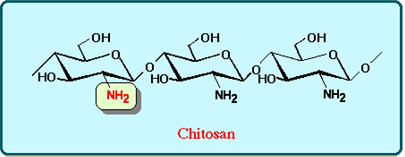 OH OH OH
O O O
O O O
HO HO HO
NH2 NH2 NH2
Chitosan